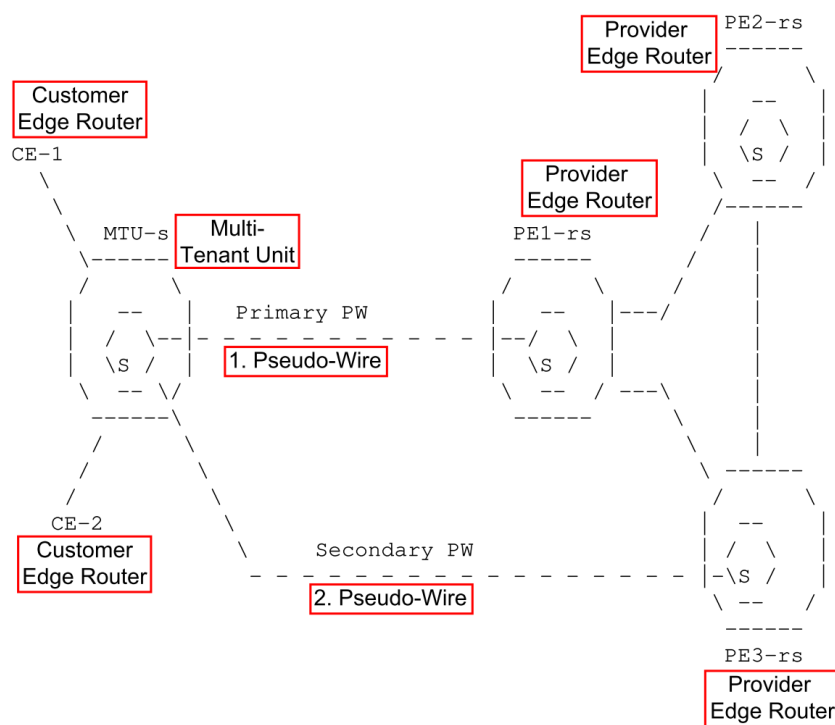 Provider
Edge Router
PE2-rs
Customer
Edge Router
CE-1
S
Provider
Edge Router
MTU-s
Multi-
Tenant Unit
PE1-rs
Primary PW
1. Pseudo-Wire
S
S
CE-2
Customer
Edge Router
Secondary PW
2. Pseudo-Wire
S
PE3-rs
Provider
Edge Router